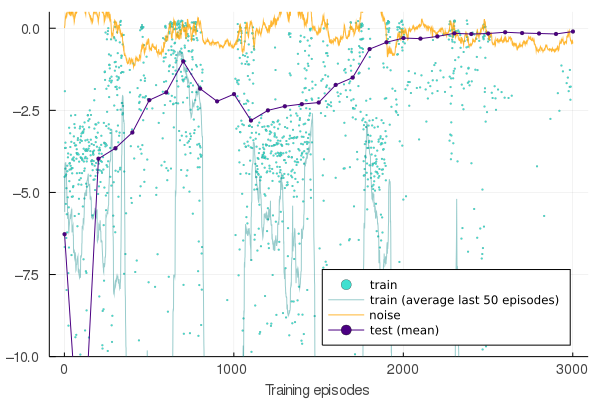 0.0
−2.5
−5.0
−7.5
−10.0
0
1000
2000
3000
Training episodes
train
train (average last 50 episodes)
noise
test (mean)